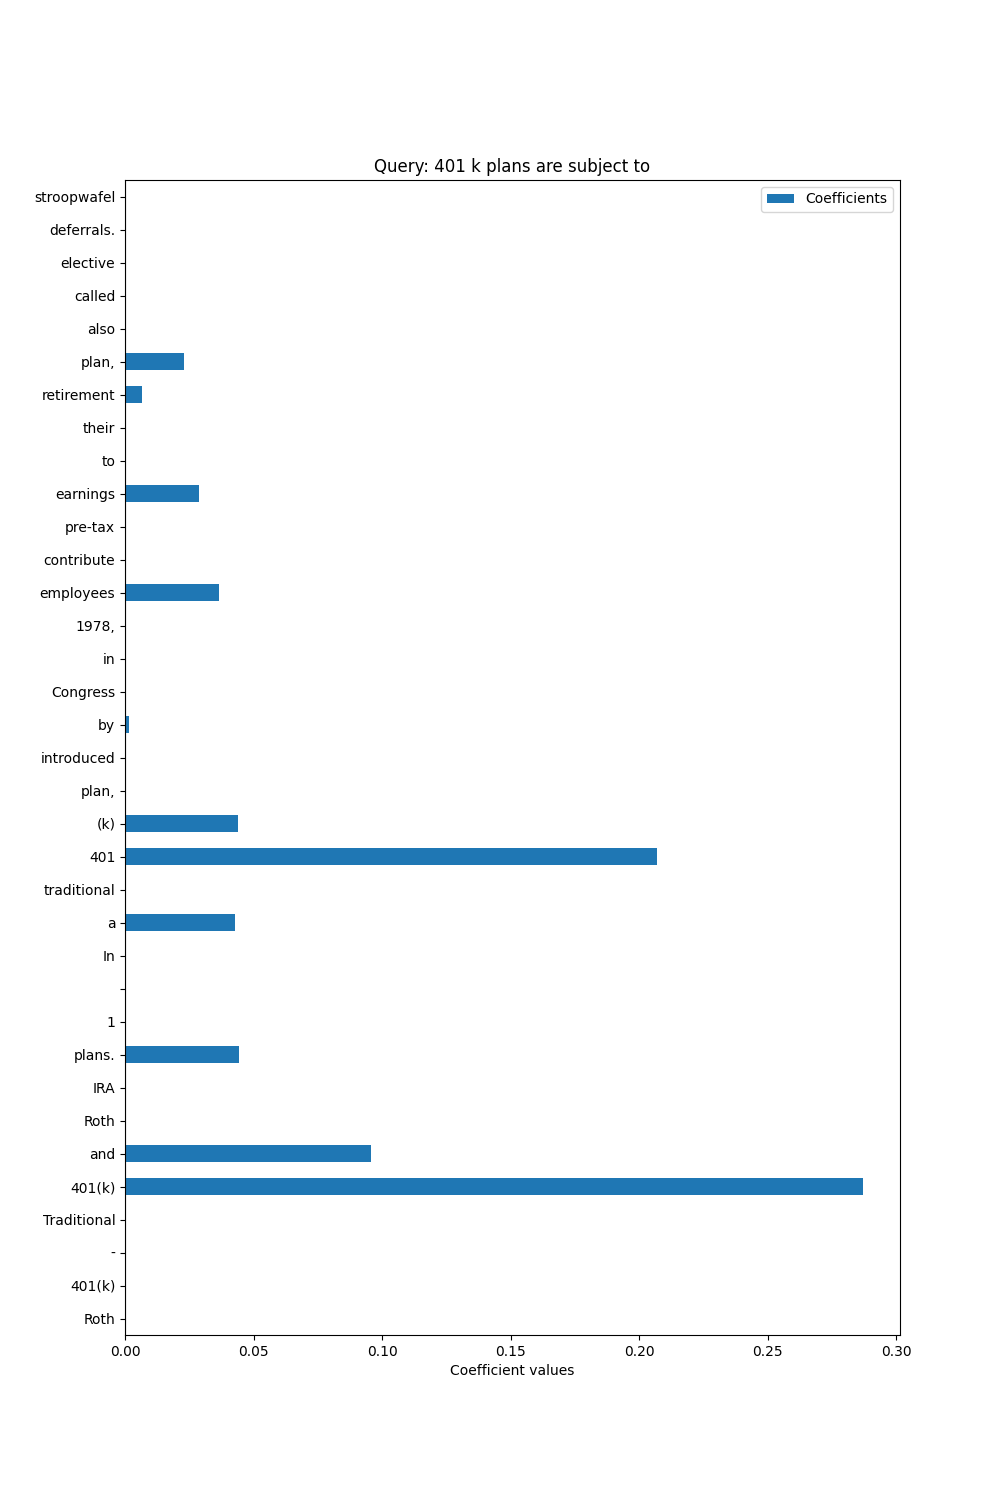 Query: 401 k plans are subject to
Coefficients
stroopwafel
deferrals.
elective
called
also
plan,
retirement
their
to
earnings
pre-tax
contribute
employees
1978,
in
Congress
by
introduced
plan,
(k)
401
traditional
a
In
1
plans.
IRA
Roth
and
401(k)
Traditional
-
401(k)
Roth
0.00 0.05 0.10 0.15 0.20 0.25 0.30
Coefficient values